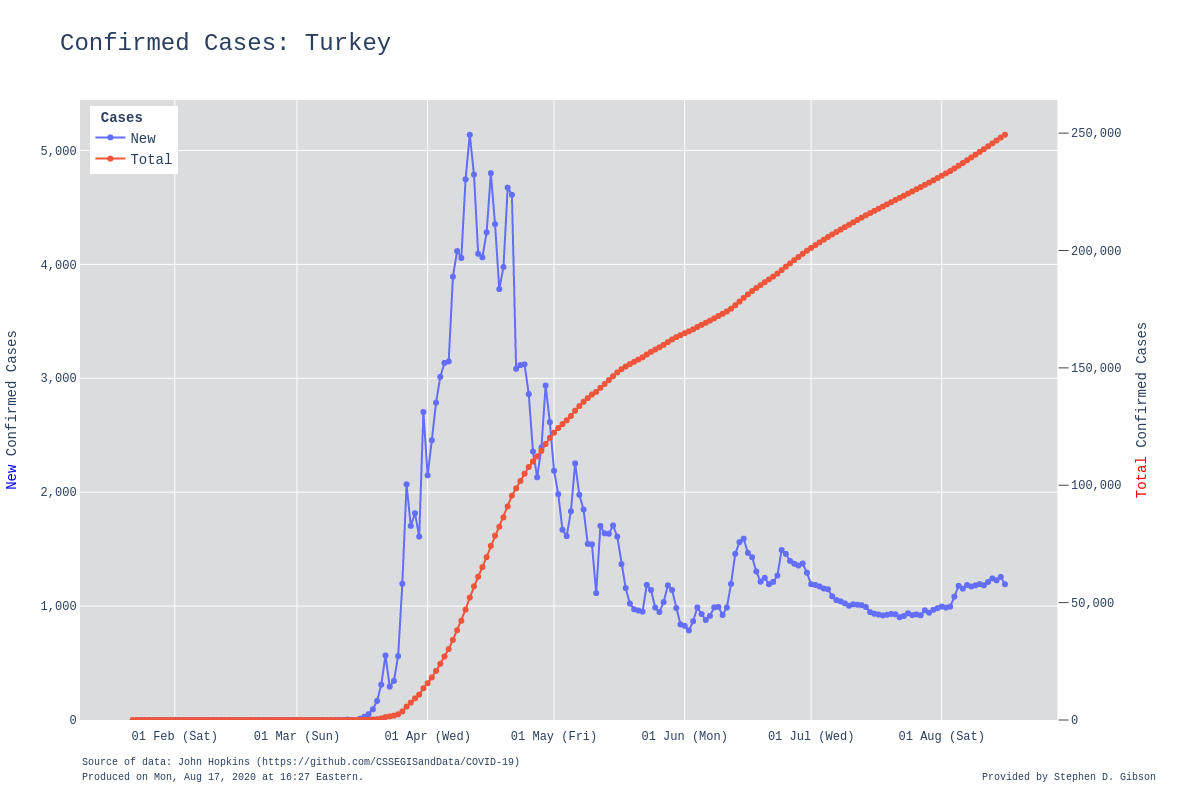 Confirmed Cases: Turkey
Cases
New
Total
5,000
4,000
3,000
2,000
1,000
0
250,000
200,000
150,000
100,000
50,000
0
New Confirmed Cases
Total Confirmed Cases
01 Feb (Sat) 01 Mar (Sun) 01 Apr (Wed) 01 May (Fri) 01 Jun (Mon) 01 Jul (Wed) 01 Aug (Sat)
Source of data: John Hopkins (https://github.com/CSSEGISandData/COVID-19)
Produced on Mon, Aug 17, 2020 at 16:27 Eastern.
Provided by Stephen D. Gibson